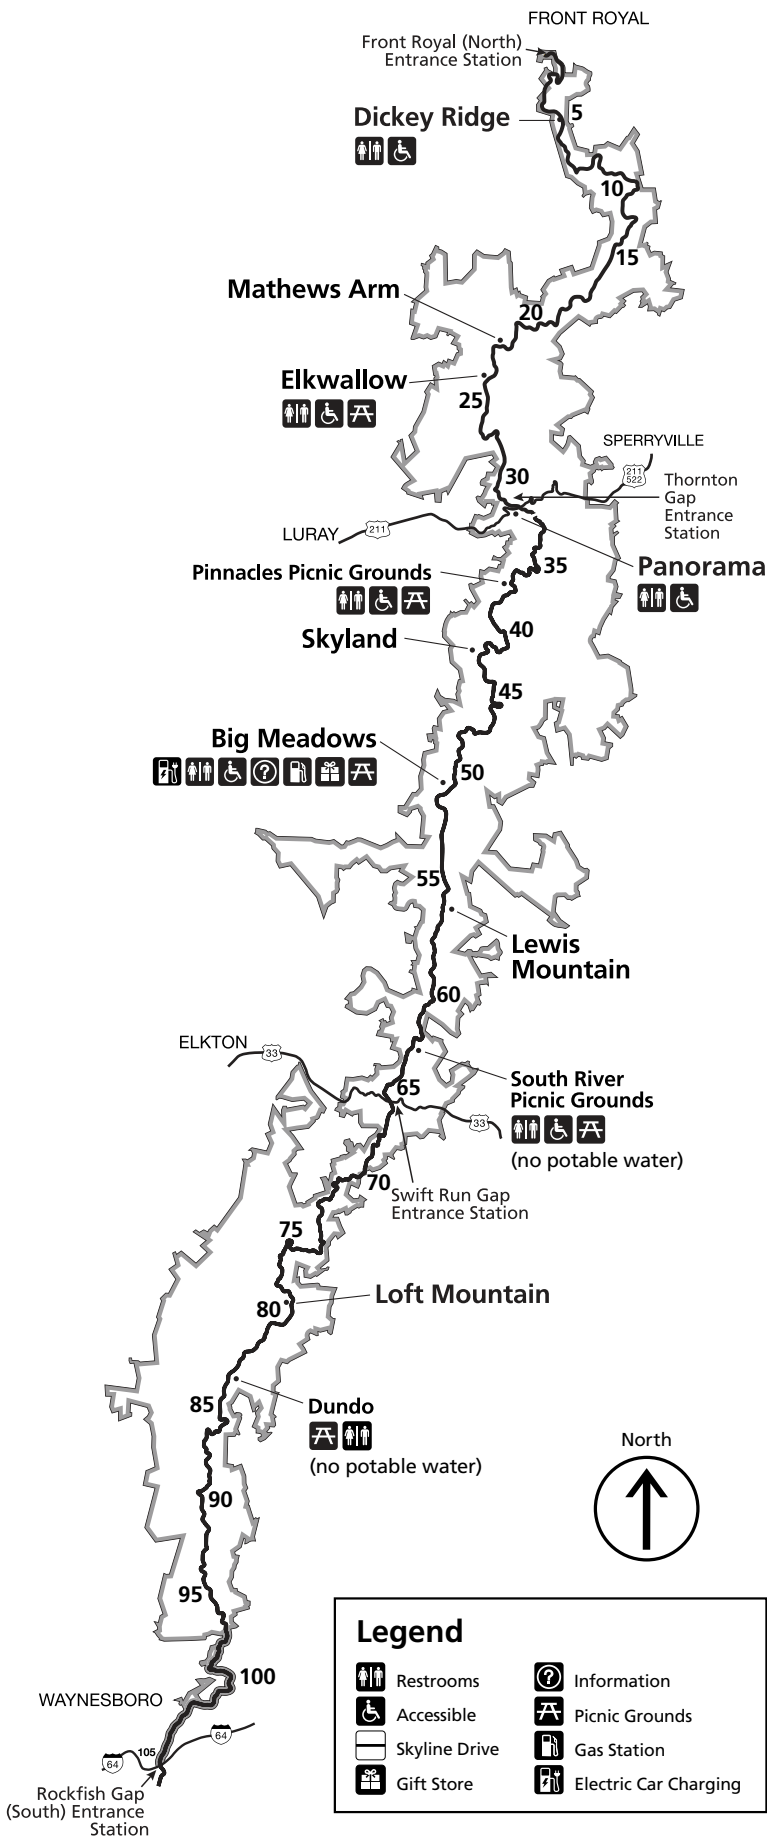 FRONT ROYAL
Front Royal (North)
Entrance Station
5
Dickey Ridge
10
15
Mathews Arm
20
Elkwallow
25
SPERRYVILLE
30
211
522
Thornton
Gap
Entrance
Station
LURAY
211
35
Panorama
Pinnacles Picnic Grounds
40
Skyland
45
Big Meadows
50
55
Lewis
Mountain
60
ELKTON
33
65
South River
Picnic Grounds
33
(no potable water)
70
Swift Run Gap
Entrance Station
75
Loft Mountain
80
85
Dundo
(no potable water)
North
90
95
Legend
Restrooms
Information
Accessible
Picnic Grounds
Skyline Drive
Gas Station
Gift Store
Electric Car Charging
100
WAYNESBORO
64
105
64
Rockfish Gap
(South) Entrance
Station